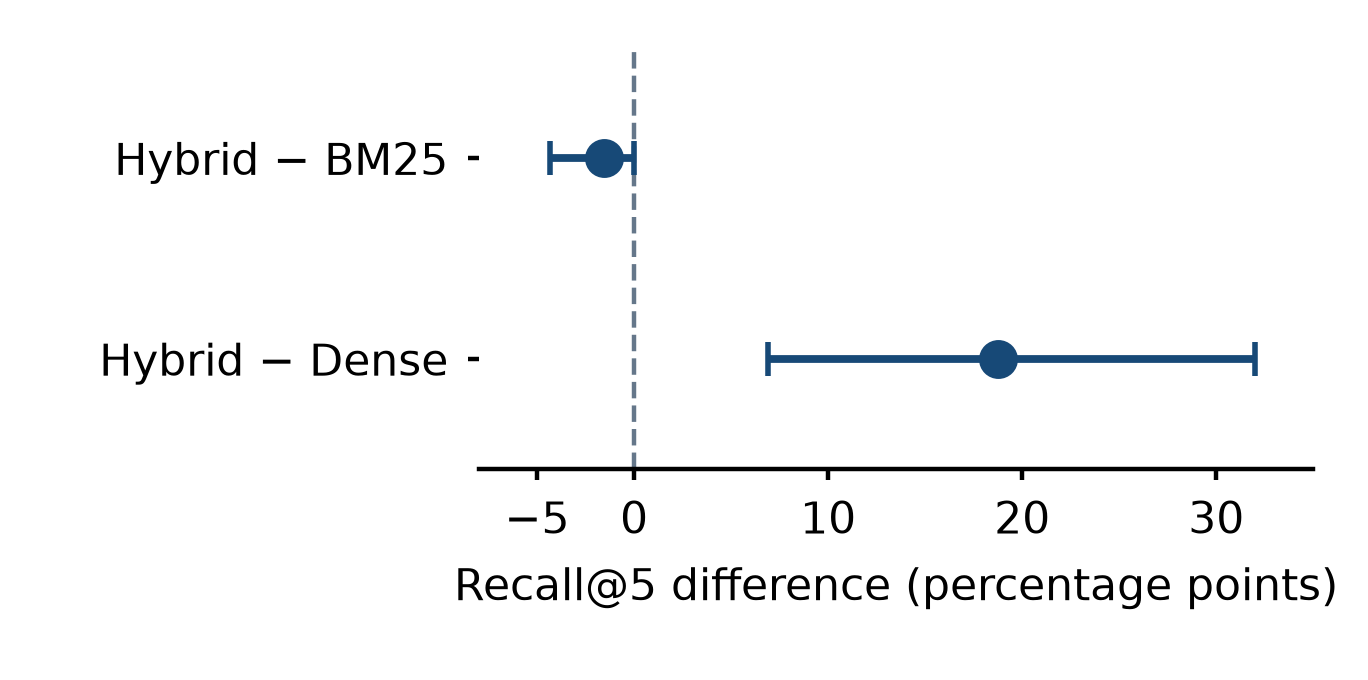 Hybrid − BM25
Hybrid − Dense
−5 0 10 20 30
Recall@5 difference (percentage points)